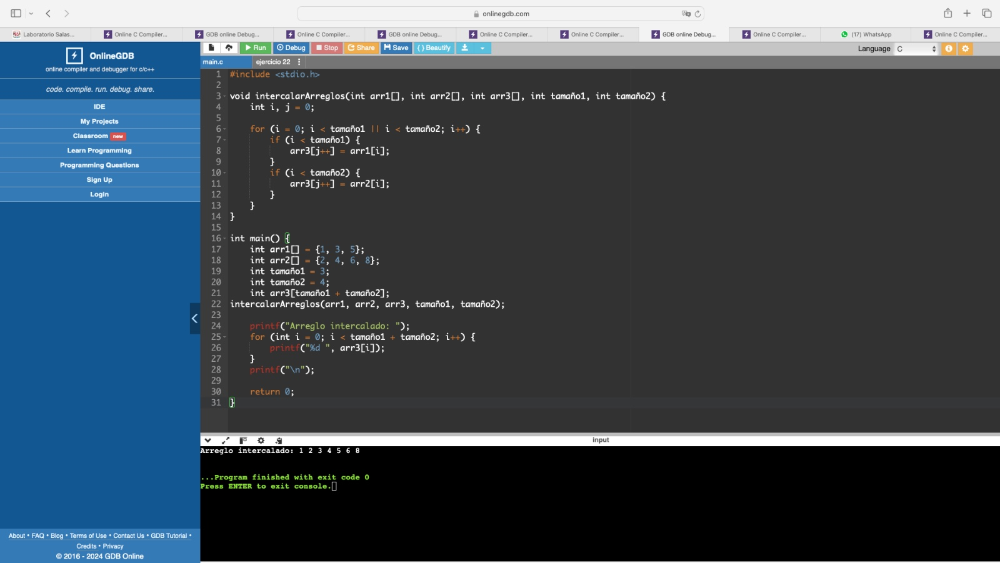 onlinegdb.com
Laboratorio Salas...
Online C Compiler...
GDB online Debug...
Online C Compiler...
GDB online Debug...
Online C Compiler...
Online C Compiler...
GDB online Debug...
Online C Compiler...
(17) WhatsApp
Online C Compiler...
OnlineGDB
online compiler and debugger for c/c++
code. compile. run. debug. share.
IDE
My Projects
Classroom new
Learn Programming
Programming Questions
Sign Up
Login
About • FAQ • Blog • Terms of Use • Contact Us • GDB Tutorial •
Credits • Privacy
© 2016 - 2024 GDB Online
Run Debug Stop Share Save {} Beautify
Language C
main.c ejercicio 22
1 #include <stdio.h>
2
3 void intercalarArreglos(int arr1[], int arr2[], int arr3[], int tamaño1, int tamaño2) {
4 int i, j = 0;
5
6 for (i = 0; i < tamaño1 || i < tamaño2; i++) {
7 if (i < tamaño1) {
8 arr3[j++] = arr1[i];
9 }
10 if (i < tamaño2) {
11 arr3[j++] = arr2[i];
12 }
13 }
14 }
15
16 int main() {
17 int arr1[] = {1, 3, 5};
18 int arr2[] = {2, 4, 6, 8};
19 int tamaño1 = 3;
20 int tamaño2 = 4;
21 int arr3[tamaño1 + tamaño2];
22 intercalarArreglos(arr1, arr2, arr3, tamaño1, tamaño2);
23
24 printf("Arreglo intercalado: ");
25 for (int i = 0; i < tamaño1 + tamaño2; i++) {
26 printf("%d ", arr3[i]);
27 }
28 printf("\n");
29
30 return 0;
31 }
input
Arreglo intercalado: 1 2 3 4 5 6 8
...Program finished with exit code 0
Press ENTER to exit console.